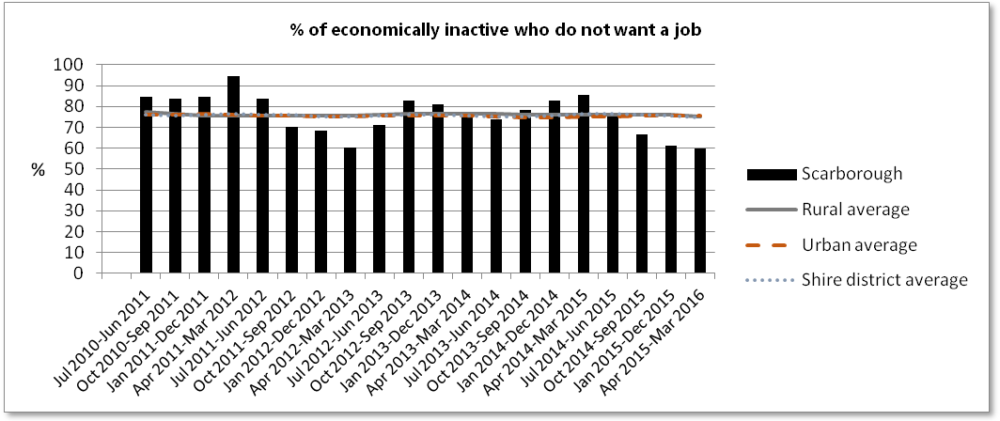 % of economically inactive who do not want a job
100
90
80
70
60
50
40
30
20
10
0
%
Jul 2010-Jun 2011
Oct 2010-Sep 2011
Jan 2011-Dec 2011
Apr 2011-Mar 2012
Jul 2011-Jun 2012
Oct 2011-Sep 2012
Jan 2012-Dec 2012
Apr 2012-Mar 2013
Jul 2012-Jun 2013
Oct 2012-Sep 2013
Jan 2013-Dec 2013
Apr 2013-Mar 2014
Jul 2013-Jun 2014
Oct 2013-Sep 2014
Jan 2014-Dec 2014
Apr 2014-Mar 2015
Jul 2014-Jun 2015
Oct 2014-Sep 2015
Jan 2015-Dec 2015
Apr 2015-Mar 2016
Scarborough
Rural average
Urban average
Shire district average